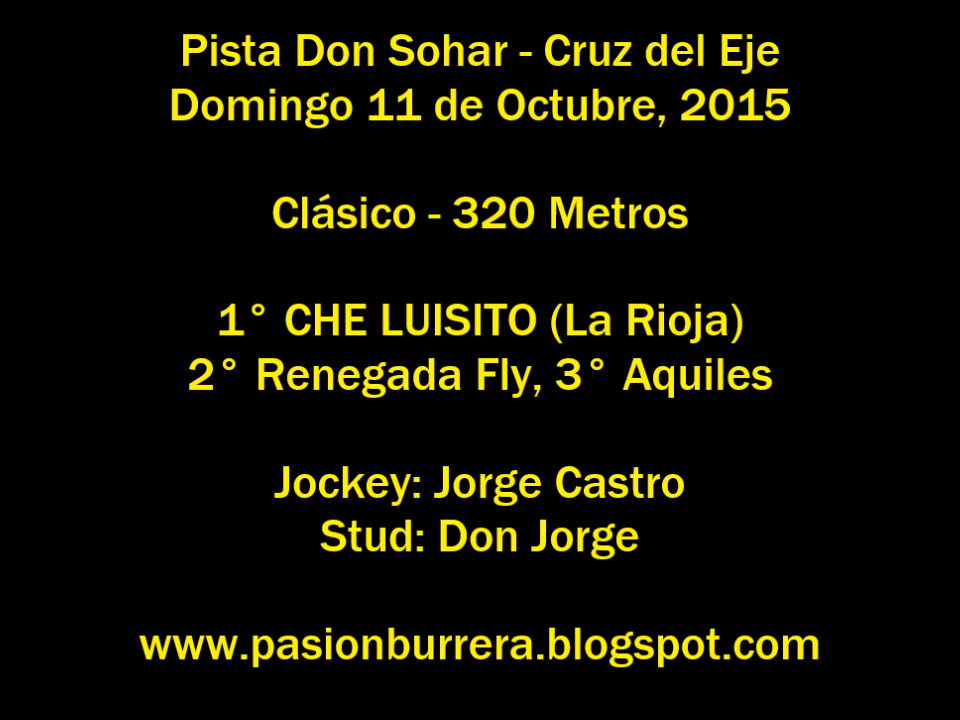 Pista Don Sohar - Cruz del Eje
Domingo 11 de Octubre, 2015
Clásico - 320 Metros
1° CHE LUISITO (La Rioja)
2° Renegada Fly, 3° Aquiles
Jockey: Jorge Castro
Stud: Don Jorge
www.pasionburrera.blogspot.com